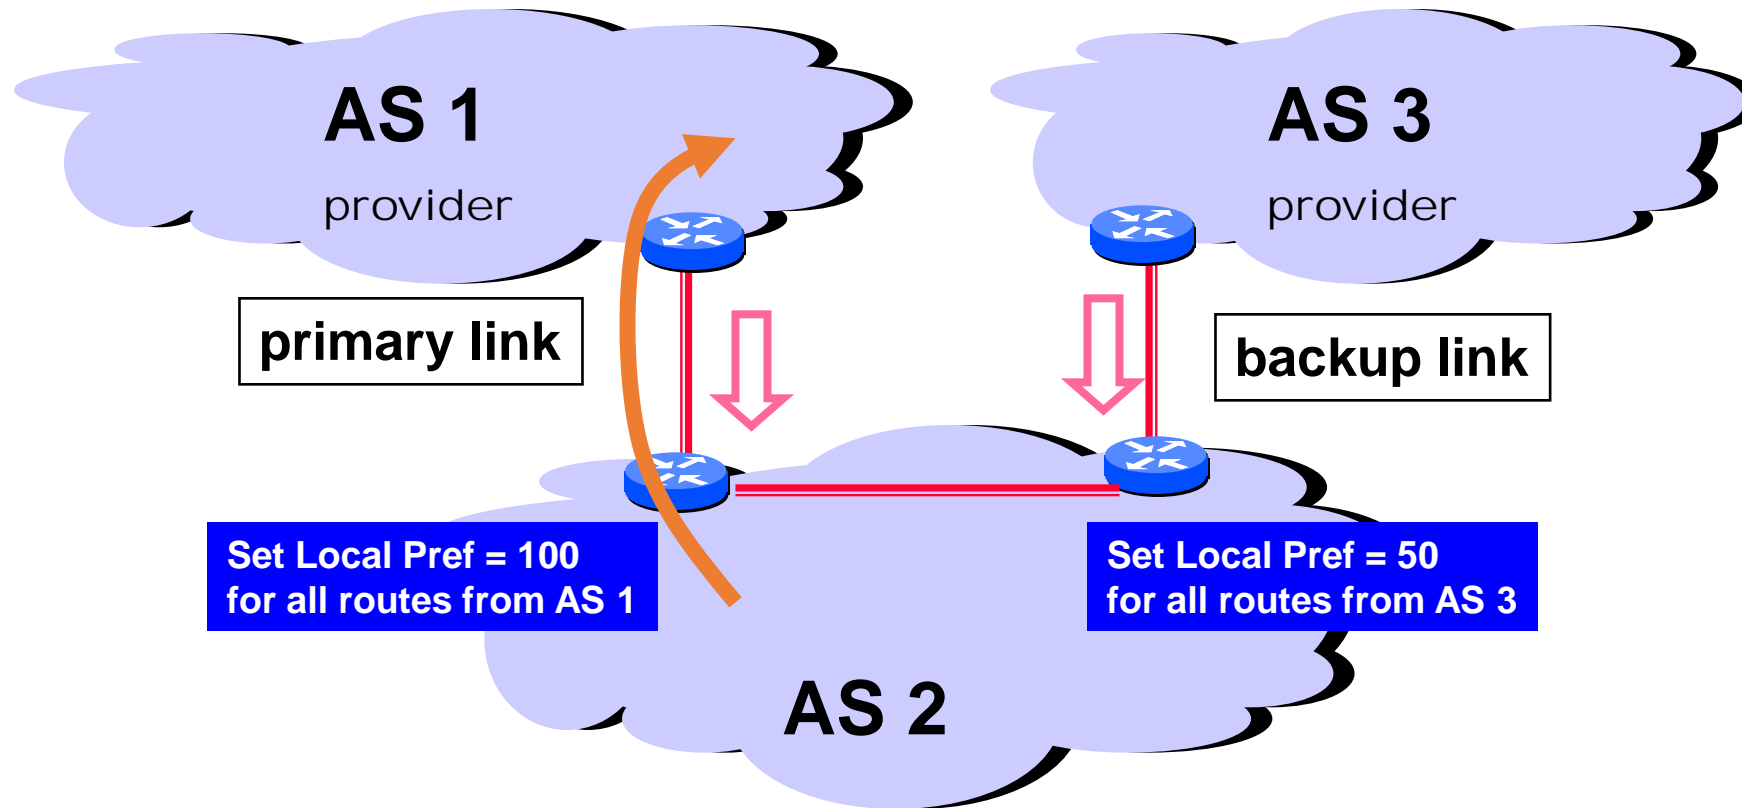 AS 1
provider
AS 3
provider
primary link
backup link
Set Local Pref = 100
for all routes from AS 1
Set Local Pref = 50
for all routes from AS 3
AS 2